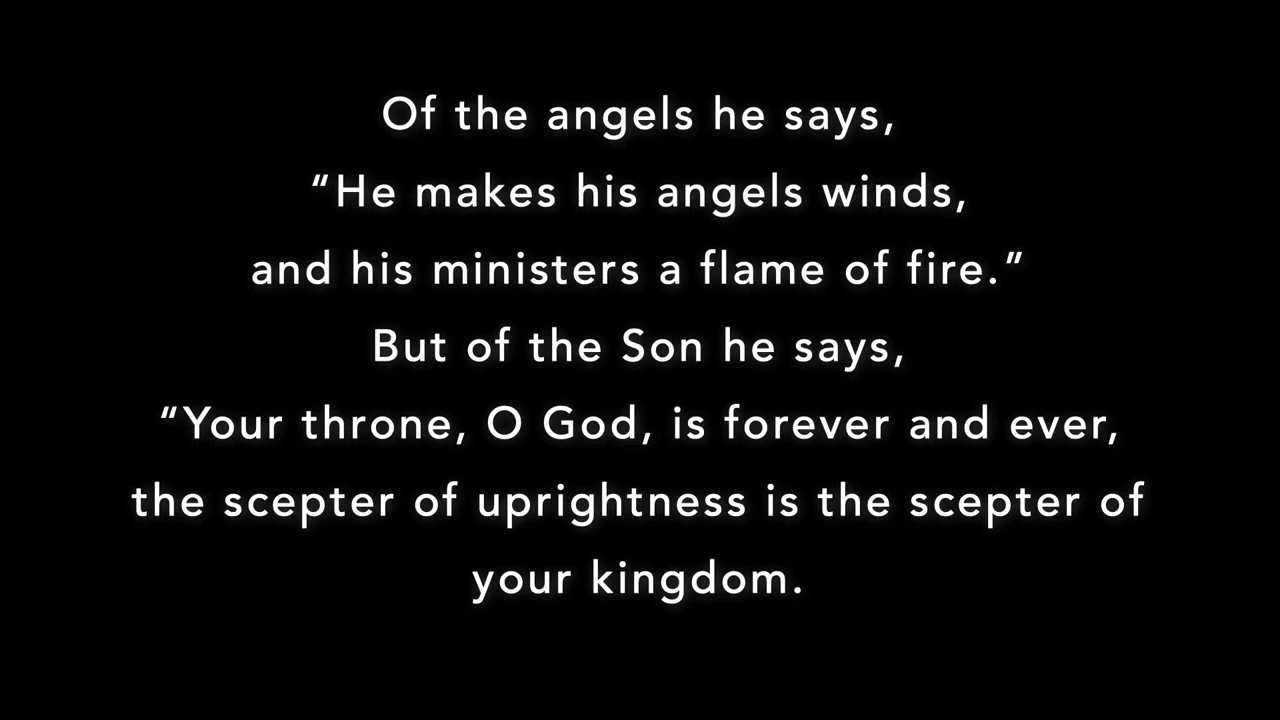 Of the angels he says,
“He makes his angels winds,
and his ministers a flame of fire.”
But of the Son he says,
“Your throne, O God, is forever and ever,
the scepter of uprightness is the scepter of
your kingdom.